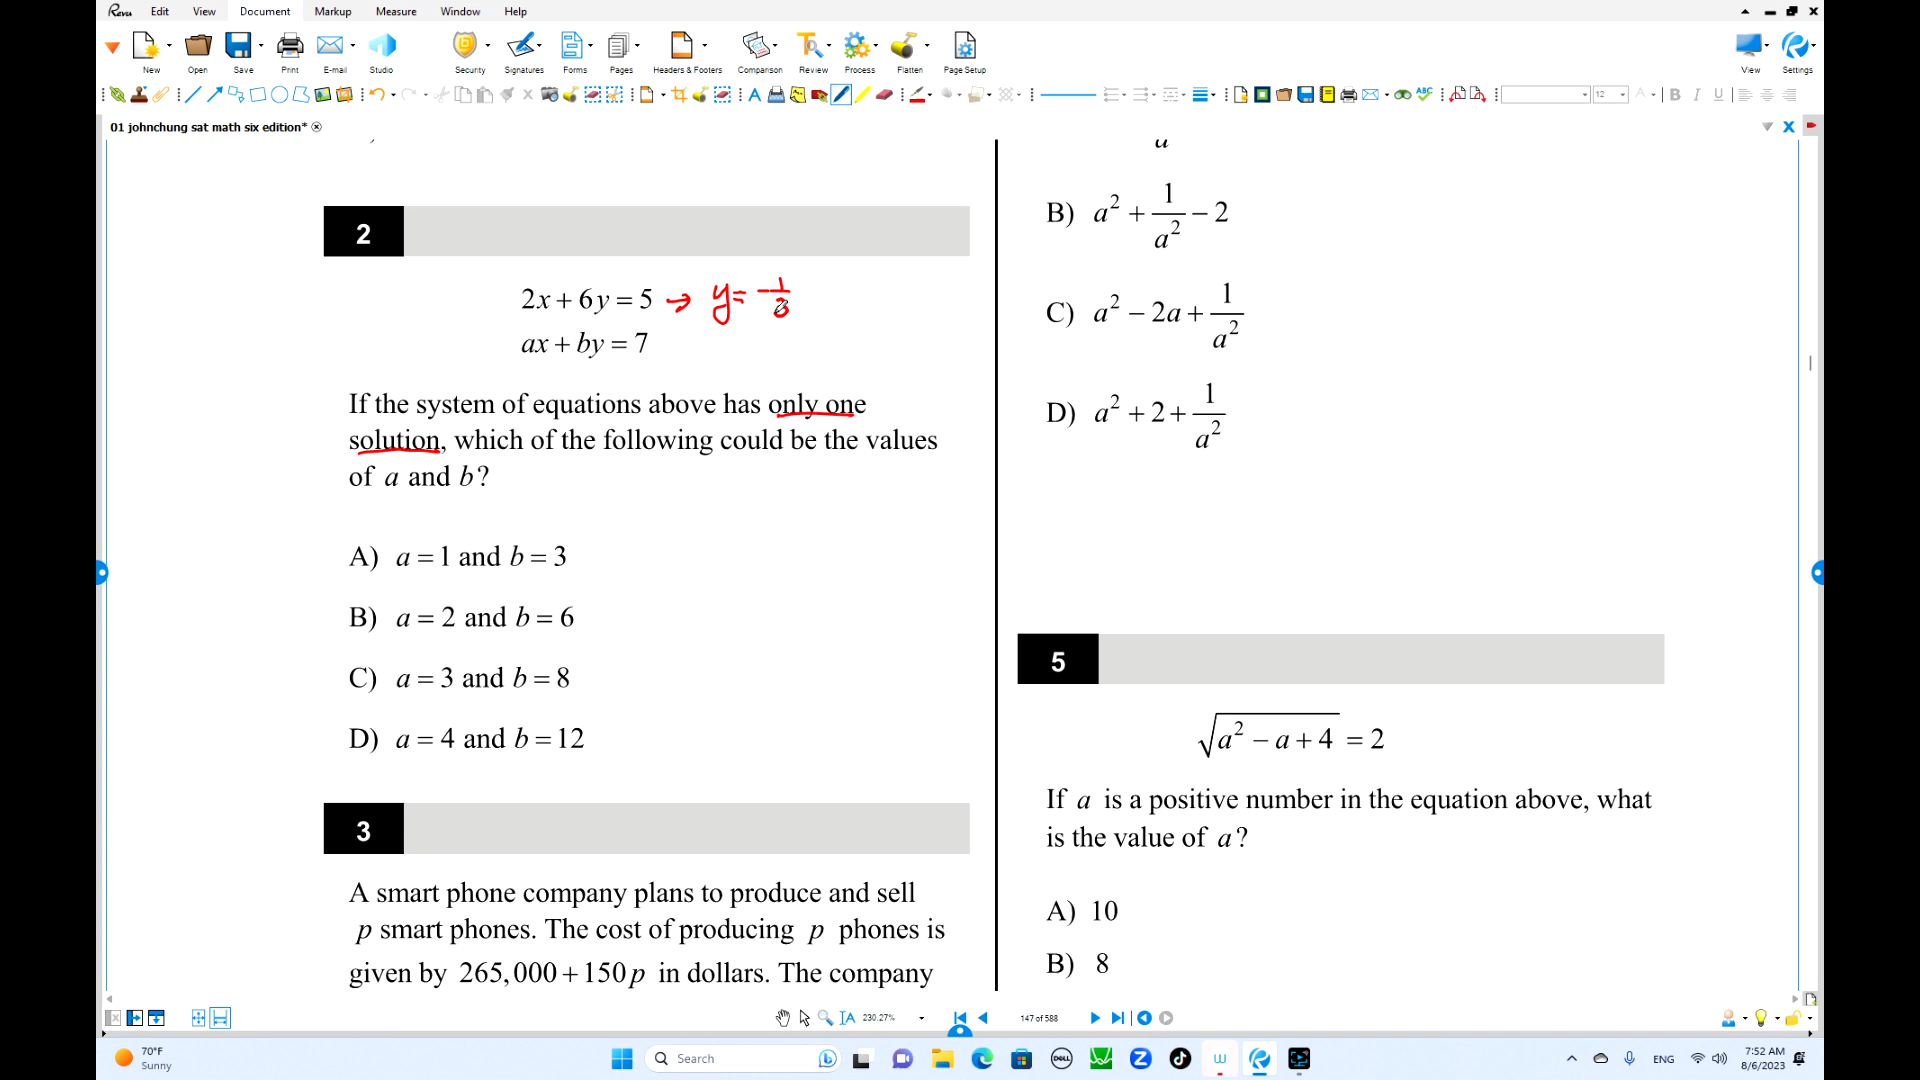 Revu Edit View Document Markup Measure Window Help
New Open Save Print E-mail Studio Security Signatures Forms Pages Headers & Footers Comparison Review Process Flatten Page Setup View Settings
12
01 johnchung sat math six edition*
2
2x + 6y = 5 → y = -1/3
ax + by = 7
If the system of equations above has only one
solution, which of the following could be the values
of a and b?
A) a = 1 and b = 3
B) a = 2 and b = 6
C) a = 3 and b = 8
D) a = 4 and b = 12
3
A smart phone company plans to produce and sell
p smart phones. The cost of producing p phones is
given by 265,000 + 150p in dollars. The company
a
B) a² + 1/a² − 2
C) a² − 2a + 1/a²
D) a² + 2 + 1/a²
5
√(a² − a + 4) = 2
If a is a positive number in the equation above, what
is the value of a?
A) 10
B) 8
230.27% 147 of 588
70°F
Sunny
Search
DELL
ENG
7:52 AM
8/6/2023